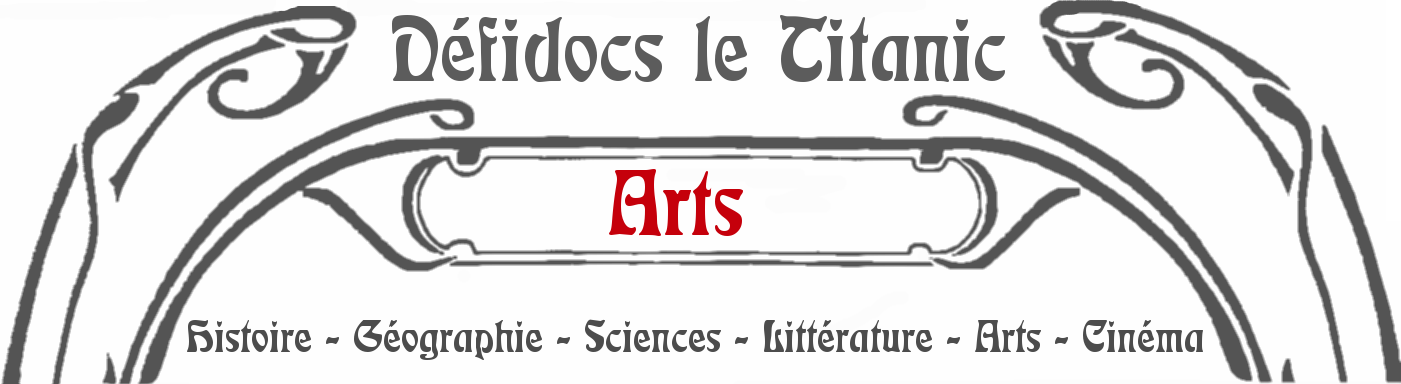 Défidocs le Titanic
Arts
Histoire - Géographie - Sciences - Littérature - Arts - Cinéma